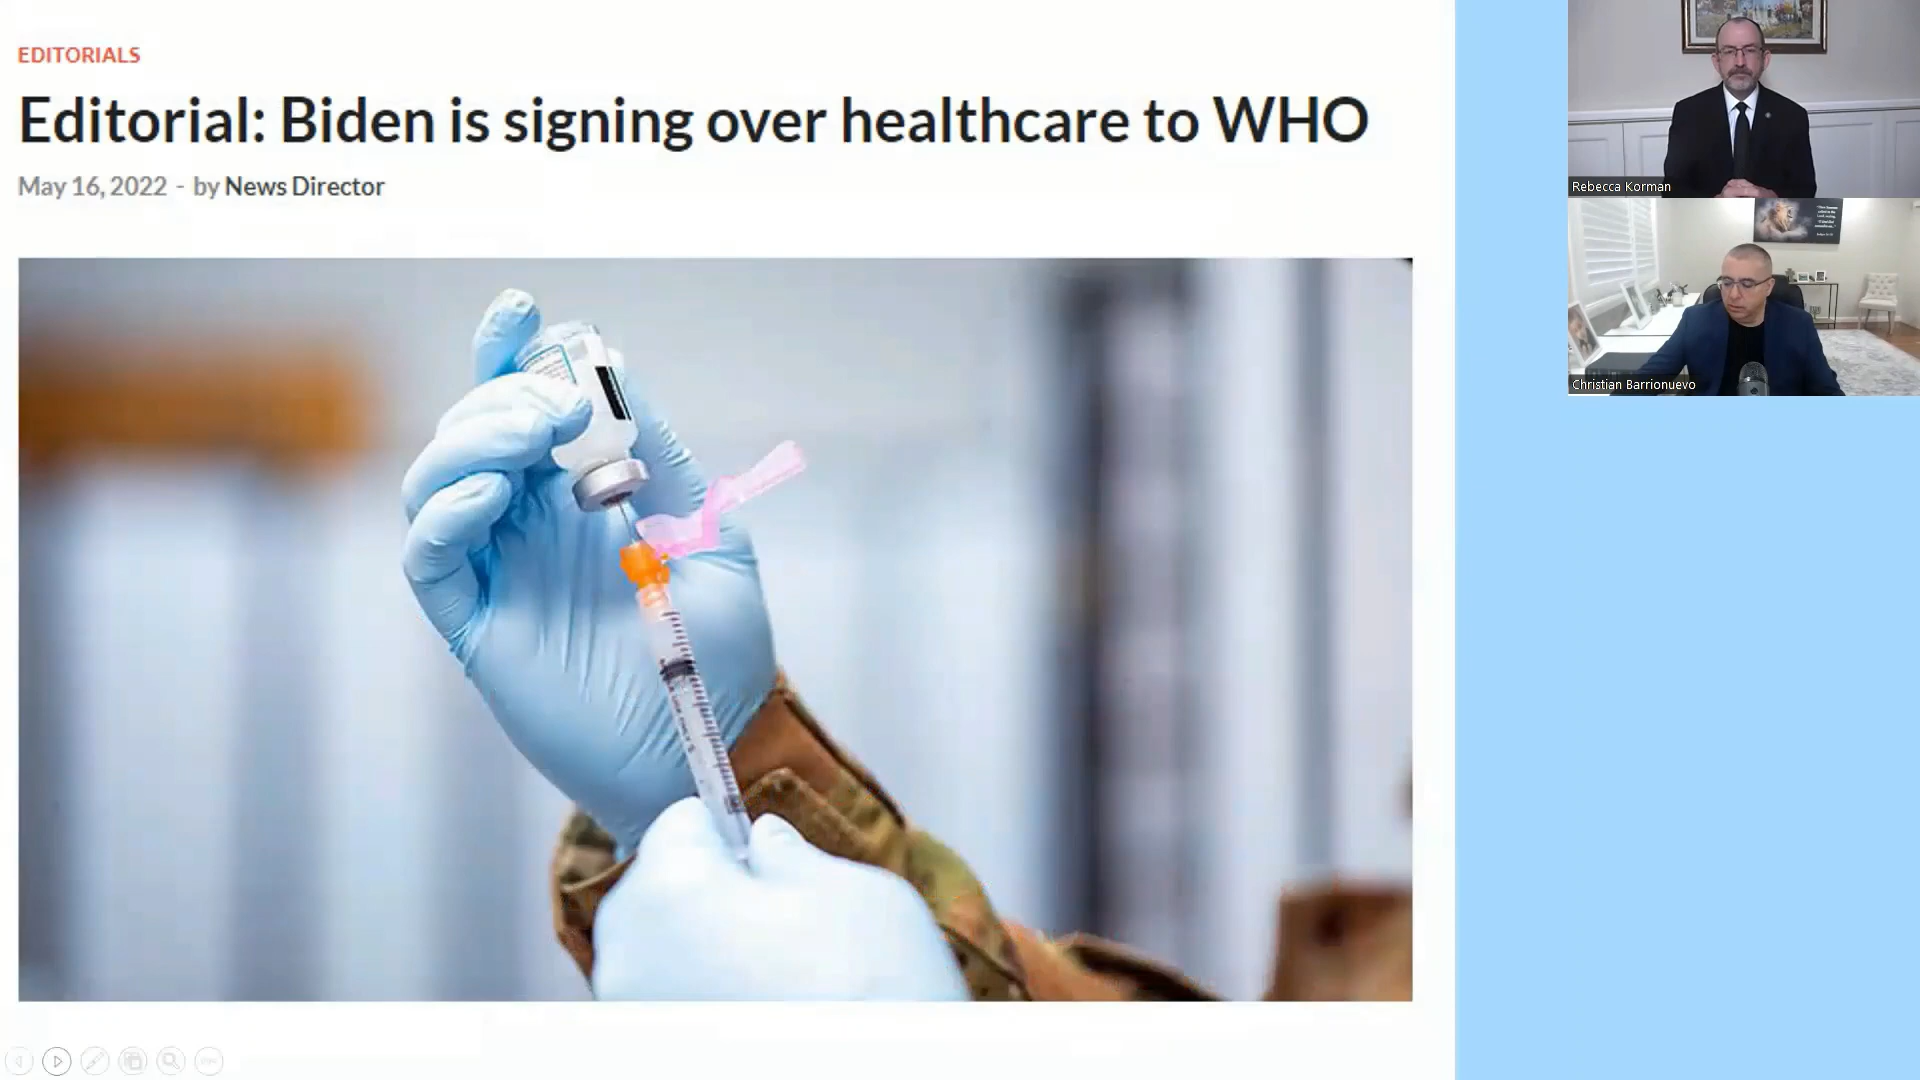 EDITORIALS
Editorial: Biden is signing over healthcare to WHO
May 16, 2022 - by News Director
Rebecca Korman
Christian Barrionuevo